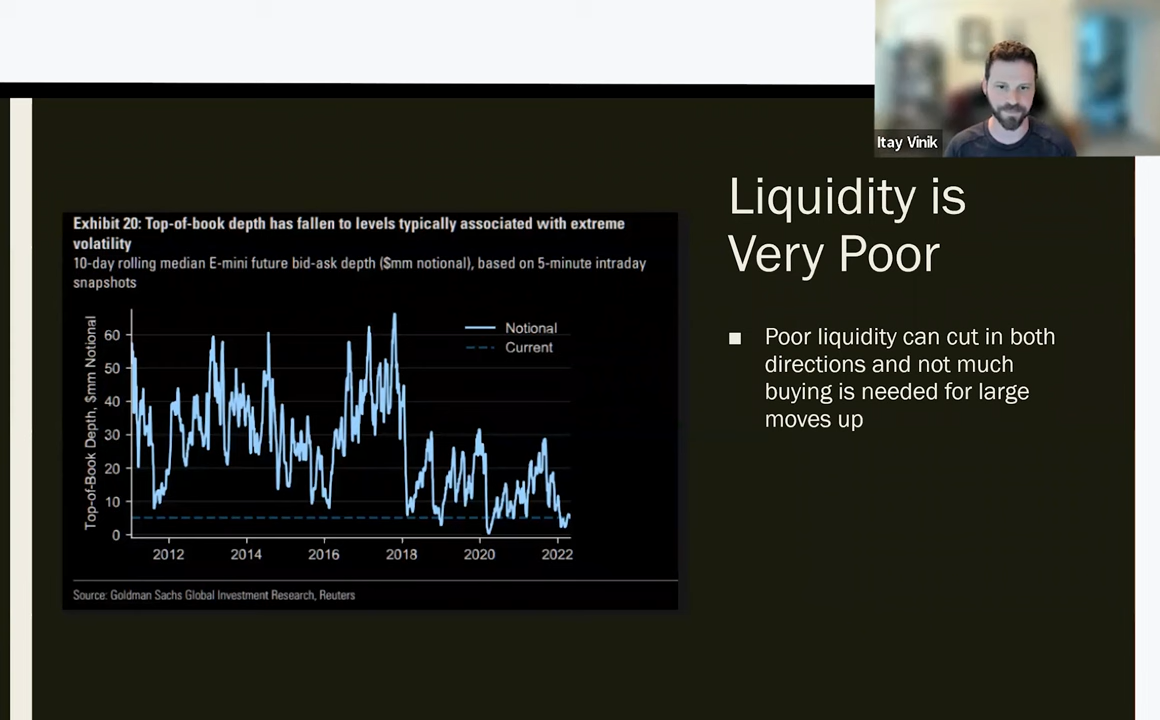 Itay Vinik
Liquidity is
Very Poor
Exhibit 20: Top-of-book depth has fallen to levels typically associated with extreme
volatility
10-day rolling median E-mini future bid-ask depth ($mm notional), based on 5-minute intraday
snapshots
Top-of-Book Depth, $mm Notional
60
50
40
30
20
10
0
Notional
Current
2012 2014 2016 2018 2020 2022
Source: Goldman Sachs Global Investment Research, Reuters
■ Poor liquidity can cut in both
directions and not much
buying is needed for large
moves up